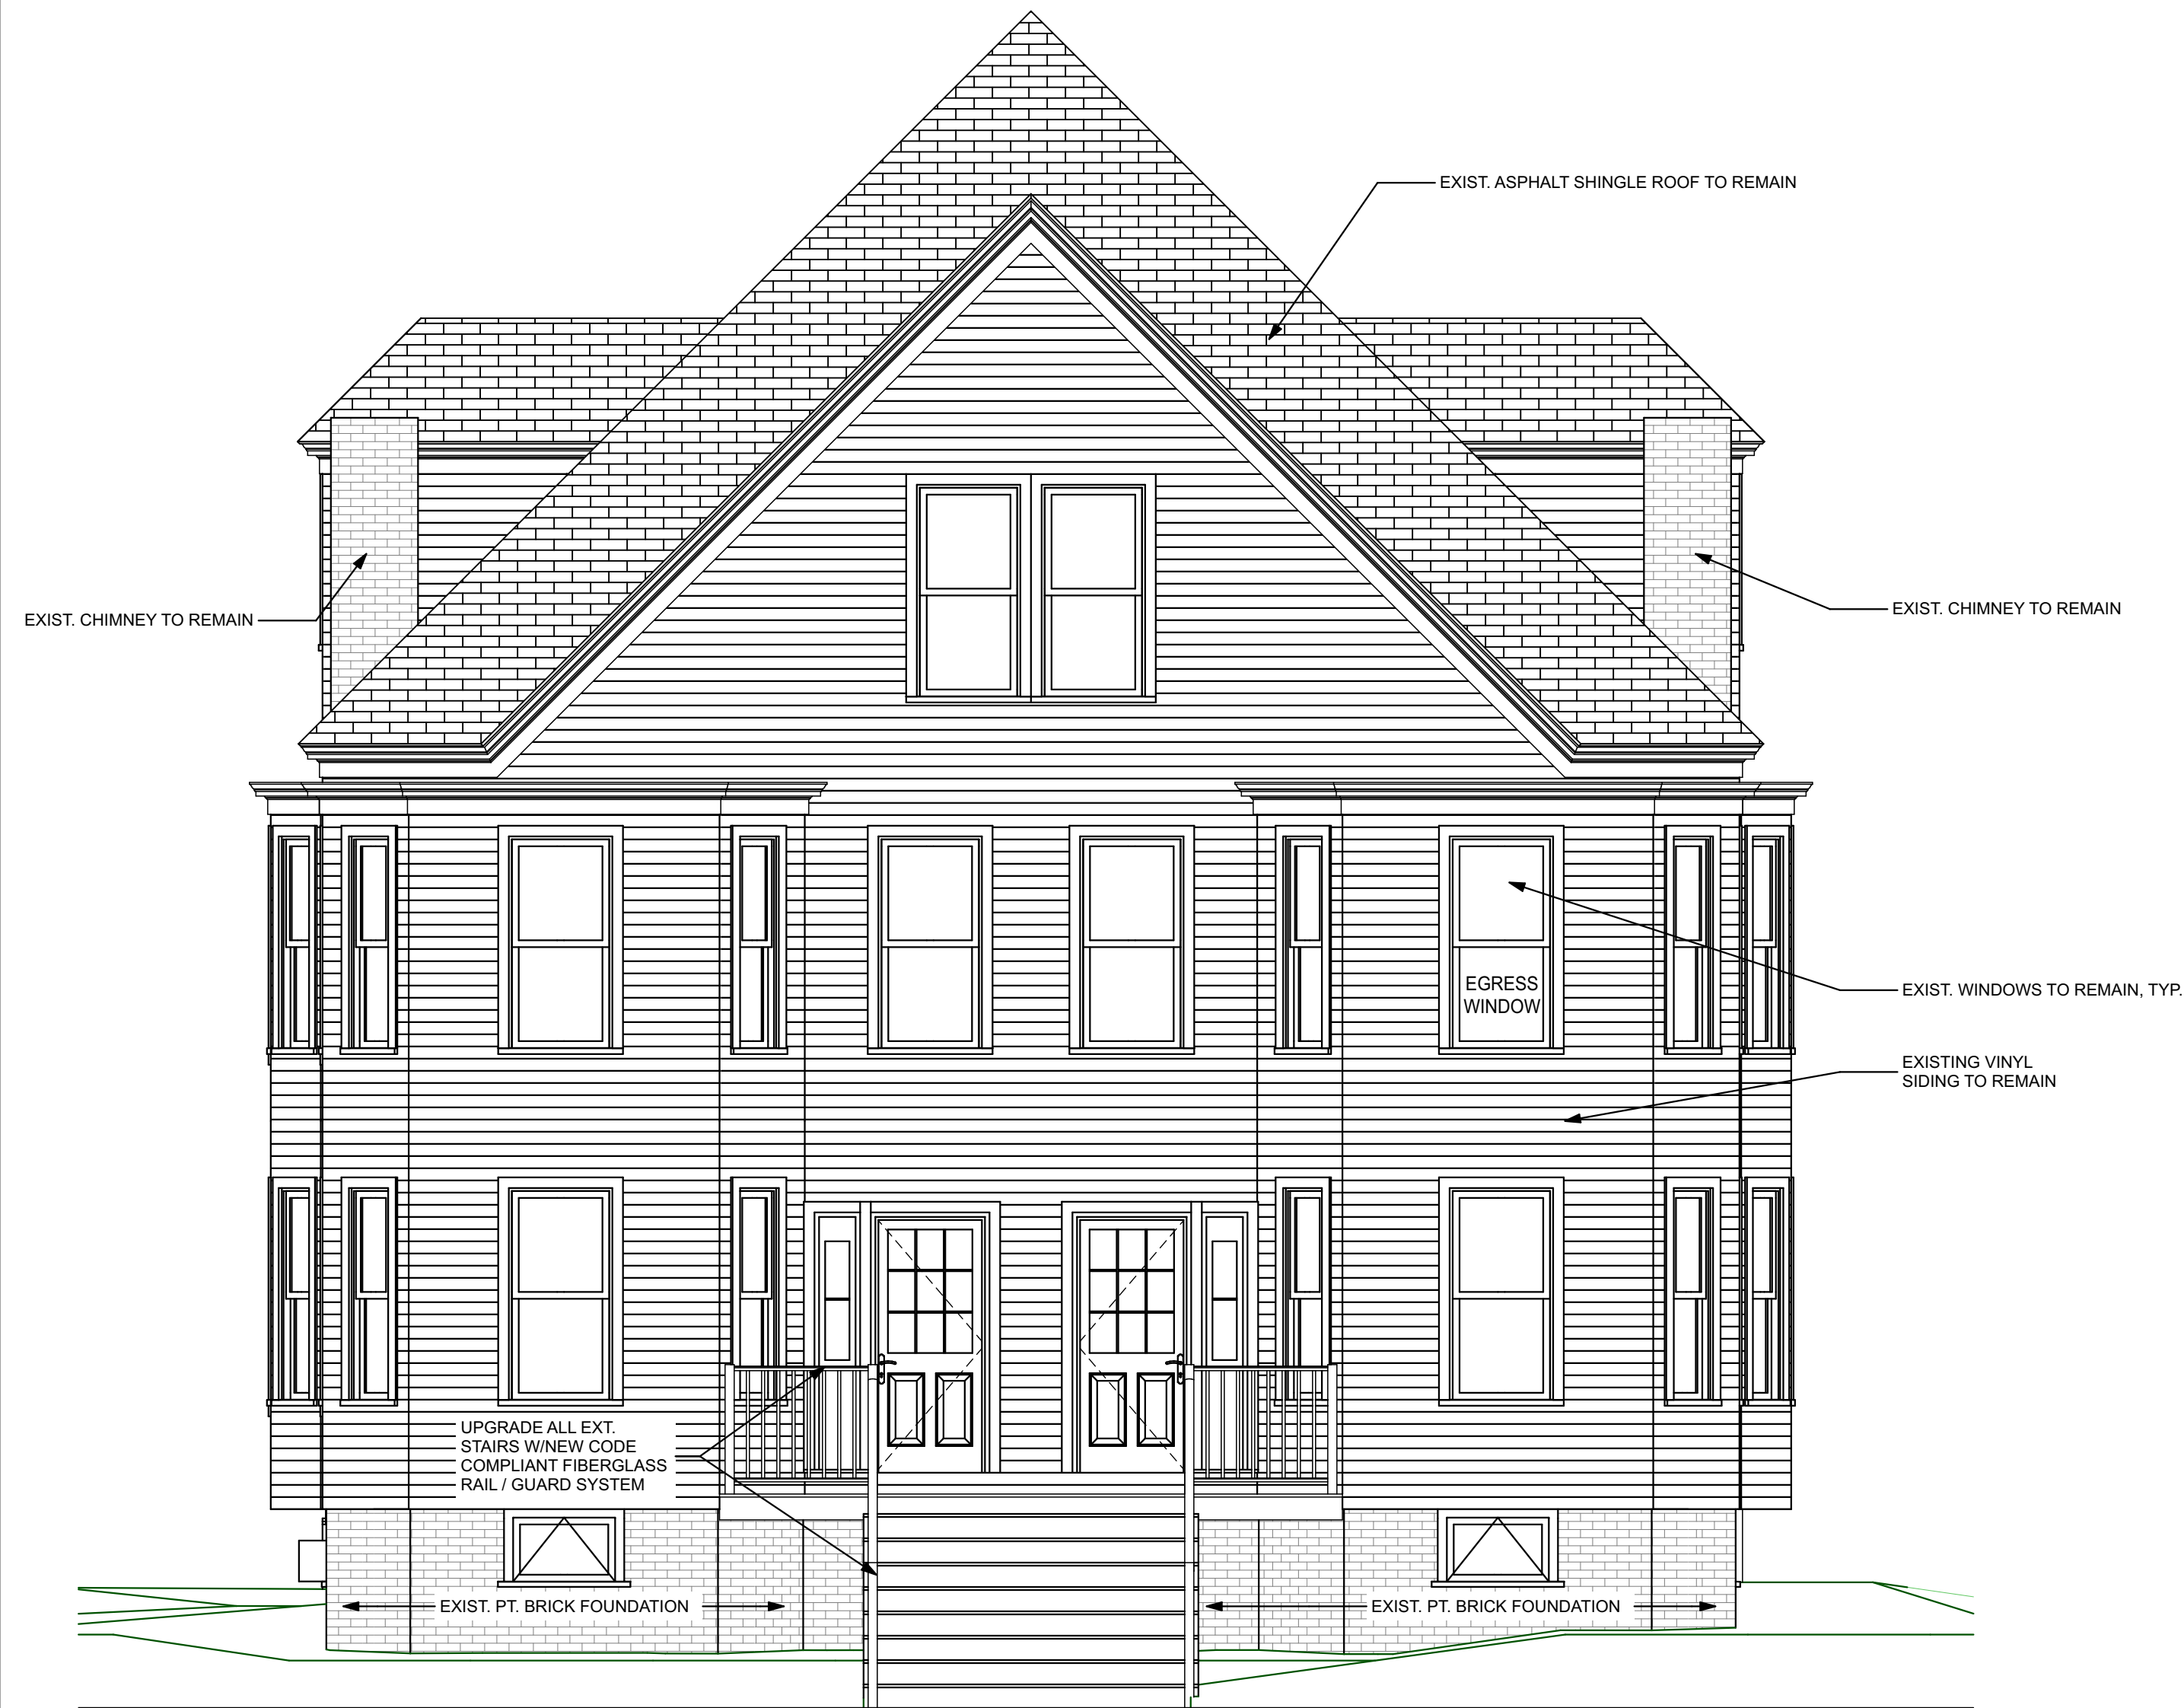 EXIST. ASPHALT SHINGLE ROOF TO REMAIN
EXIST. CHIMNEY TO REMAIN
EXIST. CHIMNEY TO REMAIN
EGRESS
WINDOW
EXIST. WINDOWS TO REMAIN, TYP.
EXISTING VINYL
SIDING TO REMAIN
UPGRADE ALL EXT.
STAIRS W/NEW CODE
COMPLIANT FIBERGLASS
RAIL / GUARD SYSTEM
EXIST. PT. BRICK FOUNDATION
EXIST. PT. BRICK FOUNDATION